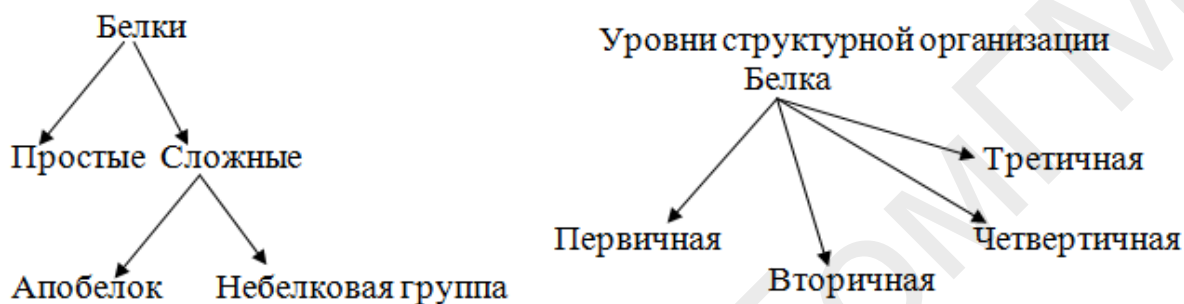 Белки
Простые Сложные
Апобелок Небелковая группа
Уровни структурной организации
Белка
Третичная
Первичная
Четвертичная
Вторичная